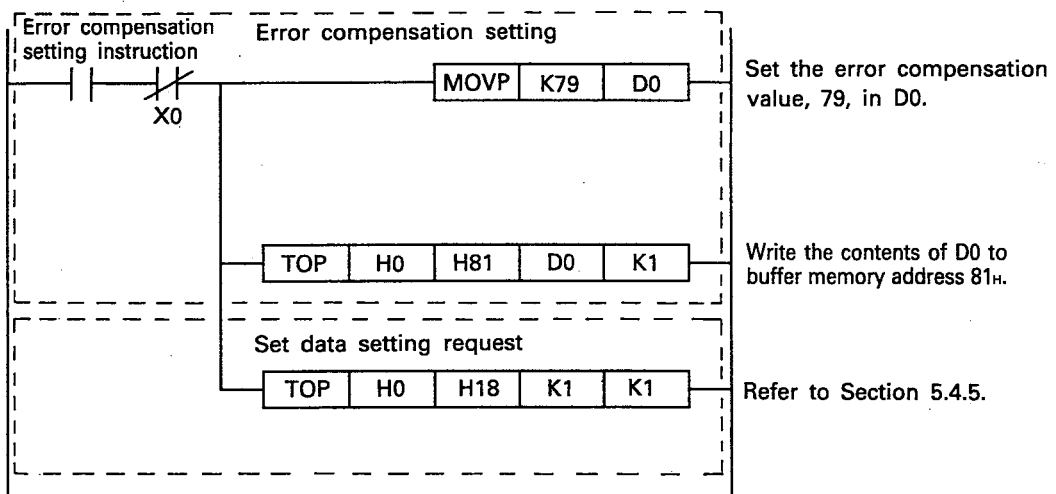 Error compensation
setting instruction
Error compensation setting
X0
MOVP K79 D0
Set the error compensation
value, 79, in D0.
TOP H0 H81 D0 K1
Write the contents of D0 to
buffer memory address 81H.
Set data setting request
TOP H0 H18 K1 K1
Refer to Section 5.4.5.